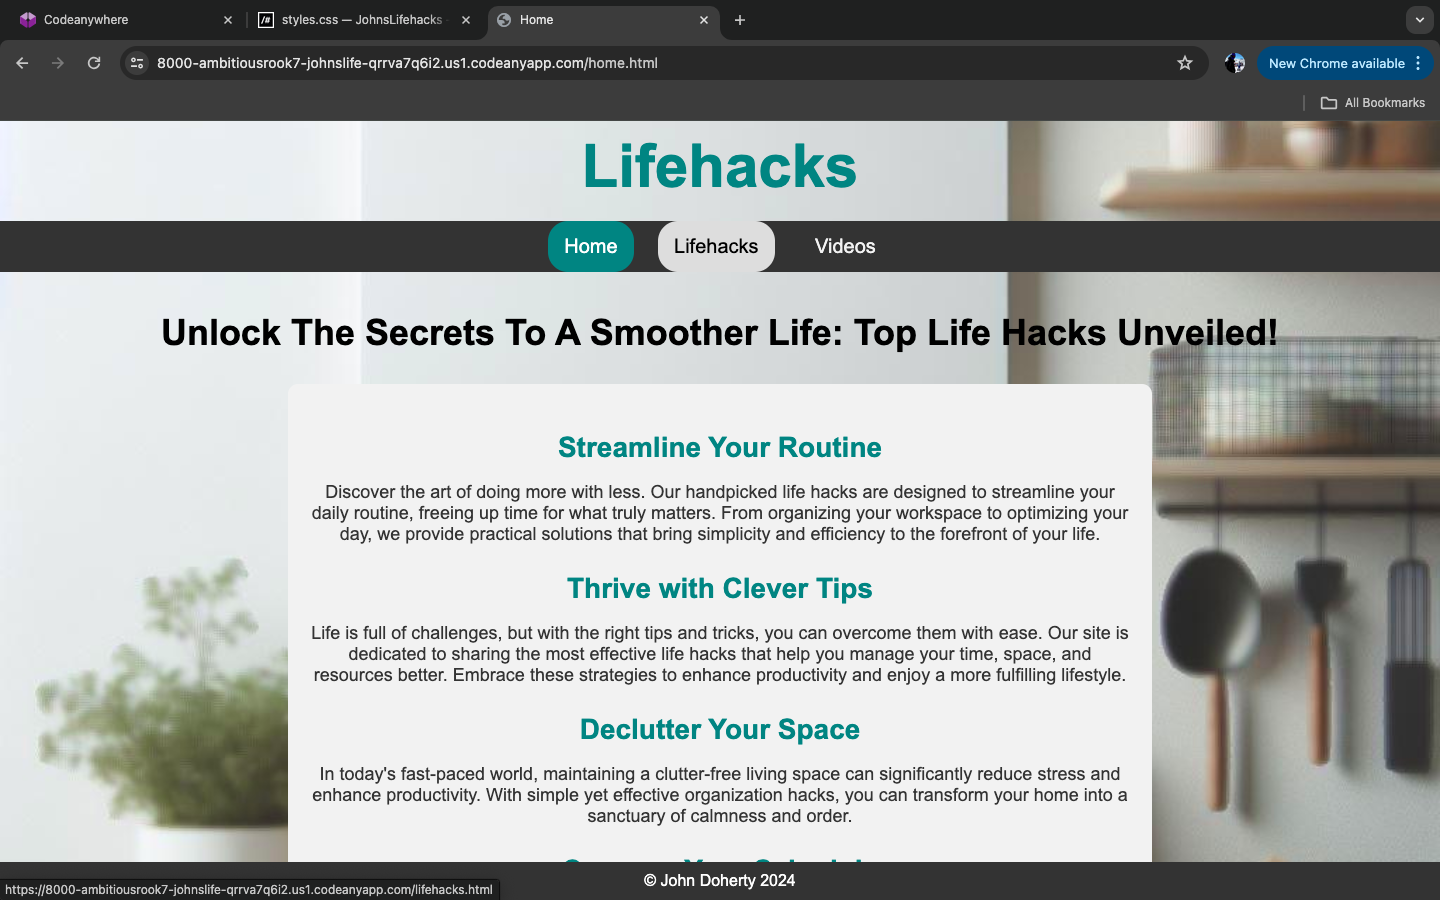 Codeanywhere
styles.css — JohnsLifehacks
Home
8000-ambitiousrook7-johnslife-qrrva7q6i2.us1.codeanyapp.com/home.html
New Chrome available
All Bookmarks
Lifehacks
Home Lifehacks Videos
Unlock The Secrets To A Smoother Life: Top Life Hacks Unveiled!
Streamline Your Routine
Discover the art of doing more with less. Our handpicked life hacks are designed to streamline your
daily routine, freeing up time for what truly matters. From organizing your workspace to optimizing your
day, we provide practical solutions that bring simplicity and efficiency to the forefront of your life.
Thrive with Clever Tips
Life is full of challenges, but with the right tips and tricks, you can overcome them with ease. Our site is
dedicated to sharing the most effective life hacks that help you manage your time, space, and
resources better. Embrace these strategies to enhance productivity and enjoy a more fulfilling lifestyle.
Declutter Your Space
In today's fast-paced world, maintaining a clutter-free living space can significantly reduce stress and
enhance productivity. With simple yet effective organization hacks, you can transform your home into a
sanctuary of calmness and order.
© John Doherty 2024
https://8000-ambitiousrook7-johnslife-qrrva7q6i2.us1.codeanyapp.com/lifehacks.html